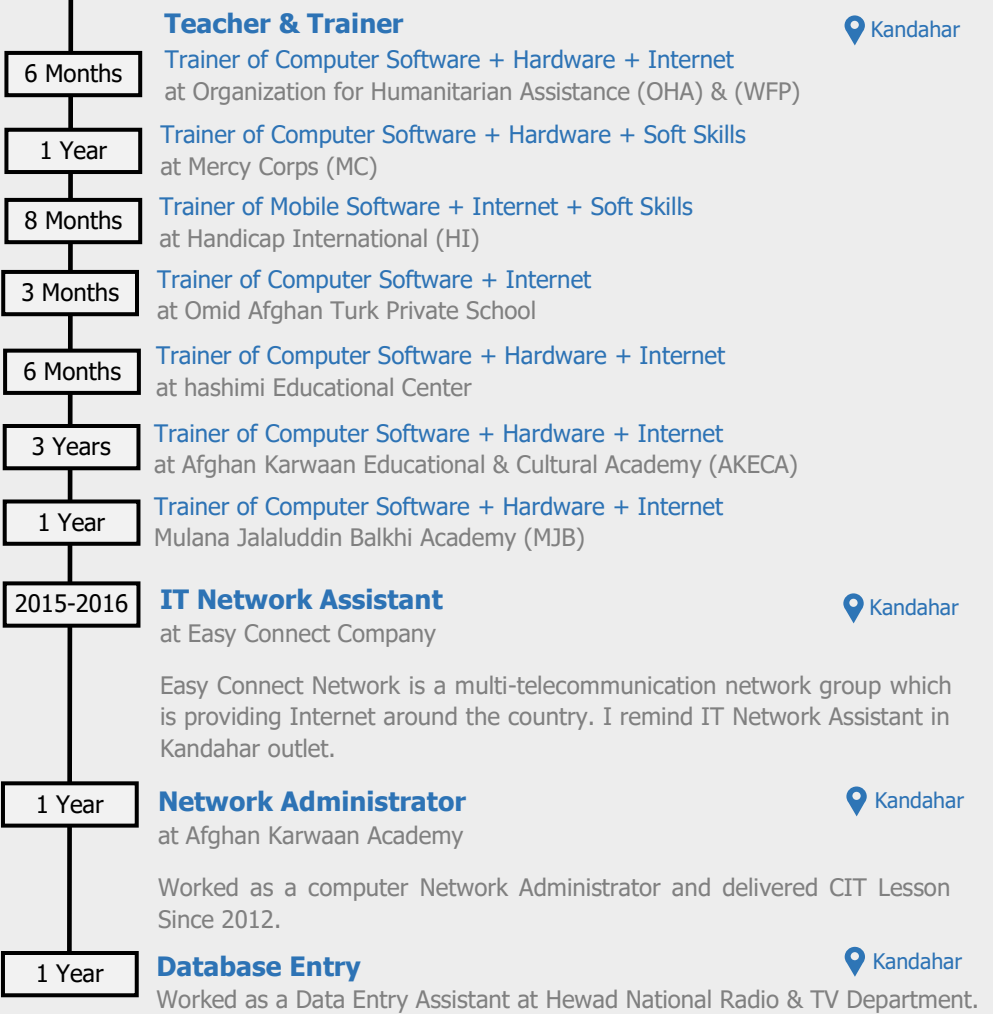 Teacher & Trainer
Kandahar
6 Months
Trainer of Computer Software + Hardware + Internet
at Organization for Humanitarian Assistance (OHA) & (WFP)
1 Year
Trainer of Computer Software + Hardware + Soft Skills
at Mercy Corps (MC)
8 Months
Trainer of Mobile Software + Internet + Soft Skills
at Handicap International (HI)
3 Months
Trainer of Computer Software + Internet
at Omid Afghan Turk Private School
6 Months
Trainer of Computer Software + Hardware + Internet
at hashimi Educational Center
3 Years
Trainer of Computer Software + Hardware + Internet
at Afghan Karwaan Educational & Cultural Academy (AKECA)
1 Year
Trainer of Computer Software + Hardware + Internet
Mulana Jalaluddin Balkhi Academy (MJB)
2015-2016
IT Network Assistant
Kandahar
at Easy Connect Company
Easy Connect Network is a multi-telecommunication network group which
is providing Internet around the country. I remind IT Network Assistant in
Kandahar outlet.
1 Year
Network Administrator
Kandahar
at Afghan Karwaan Academy
Worked as a computer Network Administrator and delivered CIT Lesson
Since 2012.
1 Year
Database Entry
Kandahar
Worked as a Data Entry Assistant at Hewad National Radio & TV Department.